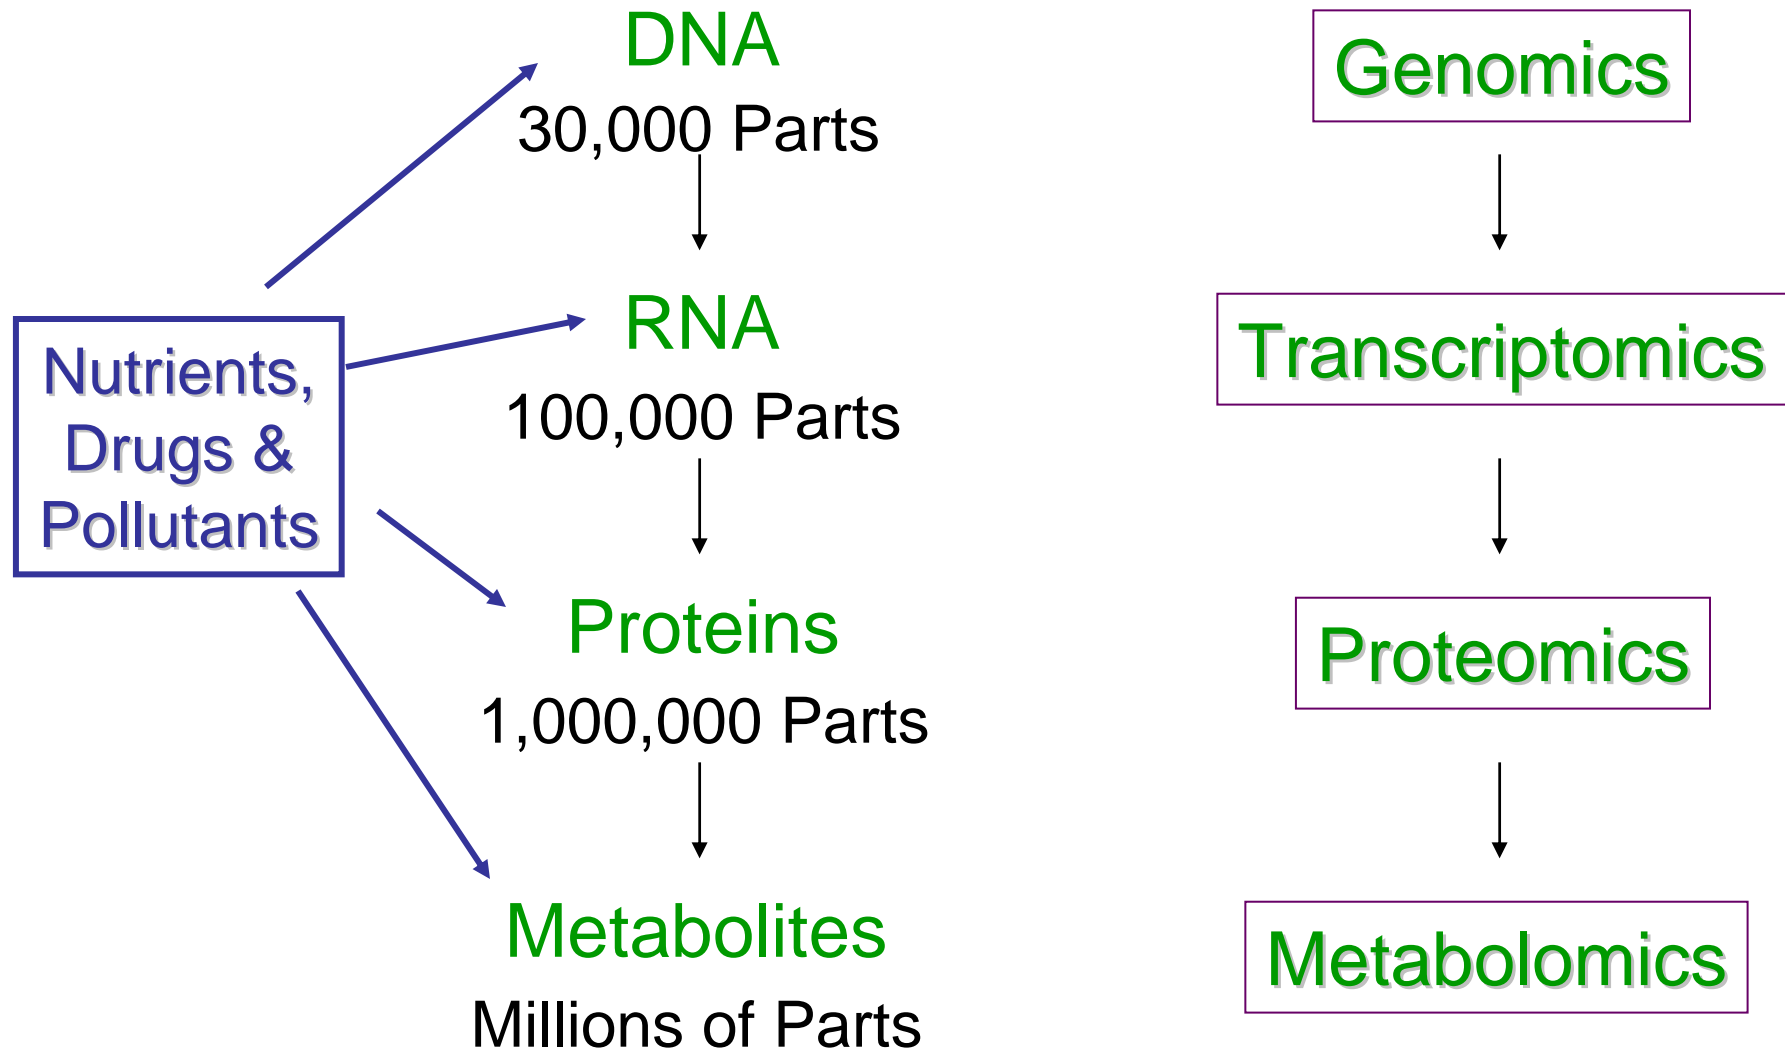 DNA
30,000 Parts
Genomics
RNA
100,000 Parts
Transcriptomics
Nutrients,
Drugs &
Pollutants
Proteins
1,000,000 Parts
Proteomics
Metabolites
Millions of Parts
Metabolomics